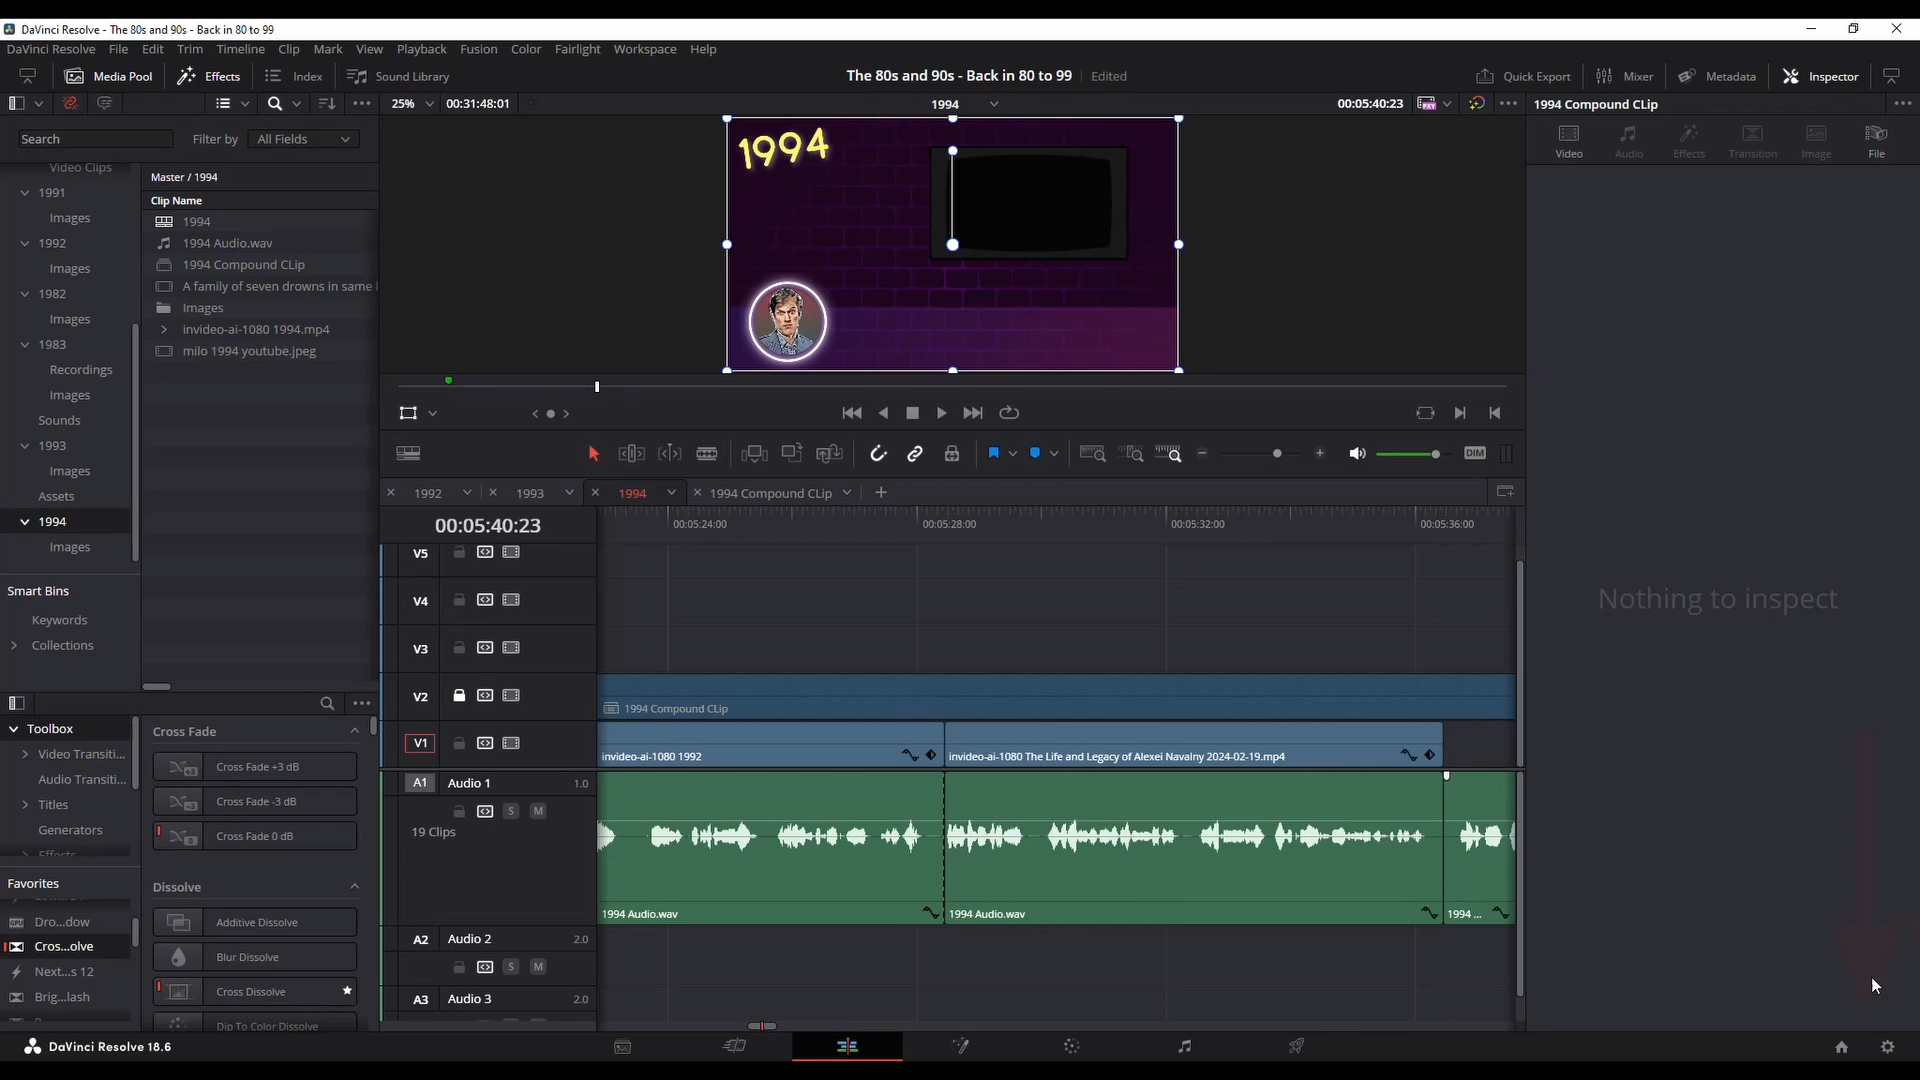 DaVinci Resolve - The 80s and 90s - Back in 80 to 99
DaVinci Resolve File Edit Trim Timeline Clip Mark View Playback Fusion Color Fairlight Workspace Help
Media Pool Effects Index Sound Library The 80s and 90s - Back in 80 to 99 Edited Quick Export Mixer Metadata Inspector
25% 00:31:48:01 1994 00:05:40:23 1994 Compound CLip
Search Filter by All Fields
Video Audio Effects Transition Image File
1994
Video Clips
1991
Images
1992
Images
1982
Images
1983
Recordings
Images
Sounds
1993
Images
Assets
1994
Images
Master / 1994
Clip Name
1994
1994 Audio.wav
1994 Compound CLip
A family of seven drowns in same l
Images
invideo-ai-1080 1994.mp4
milo 1994 youtube.jpeg
Smart Bins
Keywords
Collections
DIM
1992 1993 1994 1994 Compound CLip
00:05:40:23 00:05:24:00 00:05:28:00 00:05:32:00 00:05:36:00
V5
V4
V3
V2
1994 Compound CLip
V1
invideo-ai-1080 1992 invideo-ai-1080 The Life and Legacy of Alexei Navalny 2024-02-19.mp4
A1 Audio 1 1.0
S M
19 Clips
1994 Audio.wav 1994 Audio.wav 1994 ...
A2 Audio 2 2.0
S M
A3 Audio 3 2.0
Nothing to inspect
Toolbox
Video Transiti...
Audio Transiti...
Titles
Generators
Effects
Favorites
Dro...dow
Cros...olve
Next...s 12
Brig...lash
Cross Fade
Cross Fade +3 dB
Cross Fade -3 dB
Cross Fade 0 dB
Dissolve
Additive Dissolve
Blur Dissolve
Cross Dissolve
Dip To Color Dissolve
DaVinci Resolve 18.6